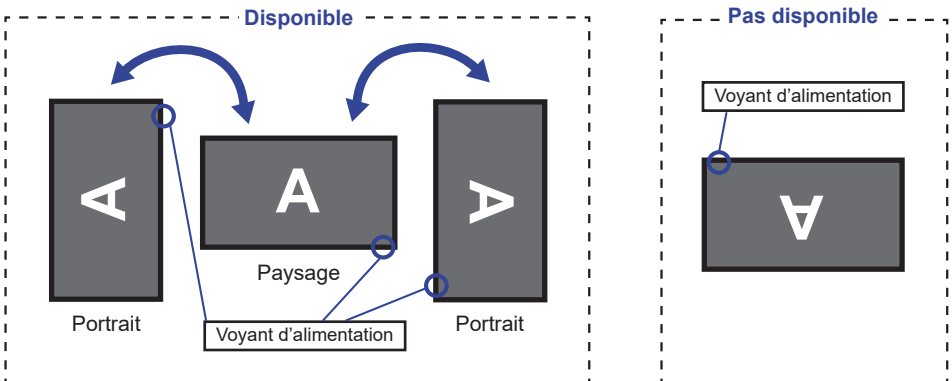 Disponible
Pas disponible
Voyant d’alimentation
A
A
A
A
Paysage
Portrait
Voyant d’alimentation
Portrait